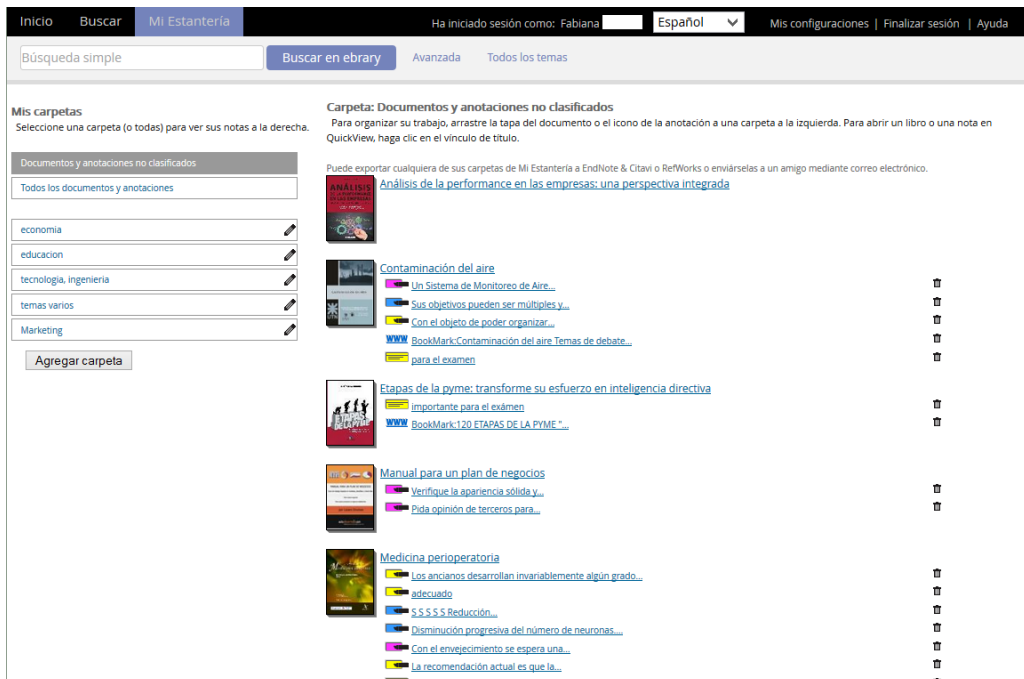 Inicio Buscar Mi Estantería Ha iniciado sesión como: Fabiana Español Mis configuraciones | Finalizar sesión | Ayuda
Búsqueda simple Buscar en ebrary Avanzada Todos los temas
Mis carpetas
Seleccione una carpeta (o todas) para ver sus notas a la derecha.
Documentos y anotaciones no clasificados
Todos los documentos y anotaciones
economia
educacion
tecnologia, ingenieria
temas varios
Marketing
Agregar carpeta
Carpeta: Documentos y anotaciones no clasificados
Para organizar su trabajo, arrastre la tapa del documento o el icono de la anotación a una carpeta a la izquierda. Para abrir un libro o una nota en
QuickView, haga clic en el vínculo de título.
Puede exportar cualquiera de sus carpetas de Mi Estantería a EndNote & Citavi o RefWorks o enviárselas a un amigo mediante correo electrónico.
ANÁLISIS
Análisis de la performance en las empresas: una perspectiva integrada
Contaminación del aire
Un Sistema de Monitoreo de Aire...
Sus objetivos pueden ser múltiples y...
Con el objeto de poder organizar...
WWW BookMark:Contaminación del aire Temas de debate...
para el examen
ETAPAS
DE LA PYME
Etapas de la pyme: transforme su esfuerzo en inteligencia directiva
importante para el exámen
WWW BookMark:120 ETAPAS DE LA PYME "...
Manual para un plan de negocios
Verifique la apariencia sólida y...
Pida opinión de terceros para...
Medicina perioperatoria
Los ancianos desarrollan invariablemente algún grado...
adecuado
S S S S S Reducción...
Disminución progresiva del número de neuronas....
Con el envejecimiento se espera una...
La recomendación actual es que la...